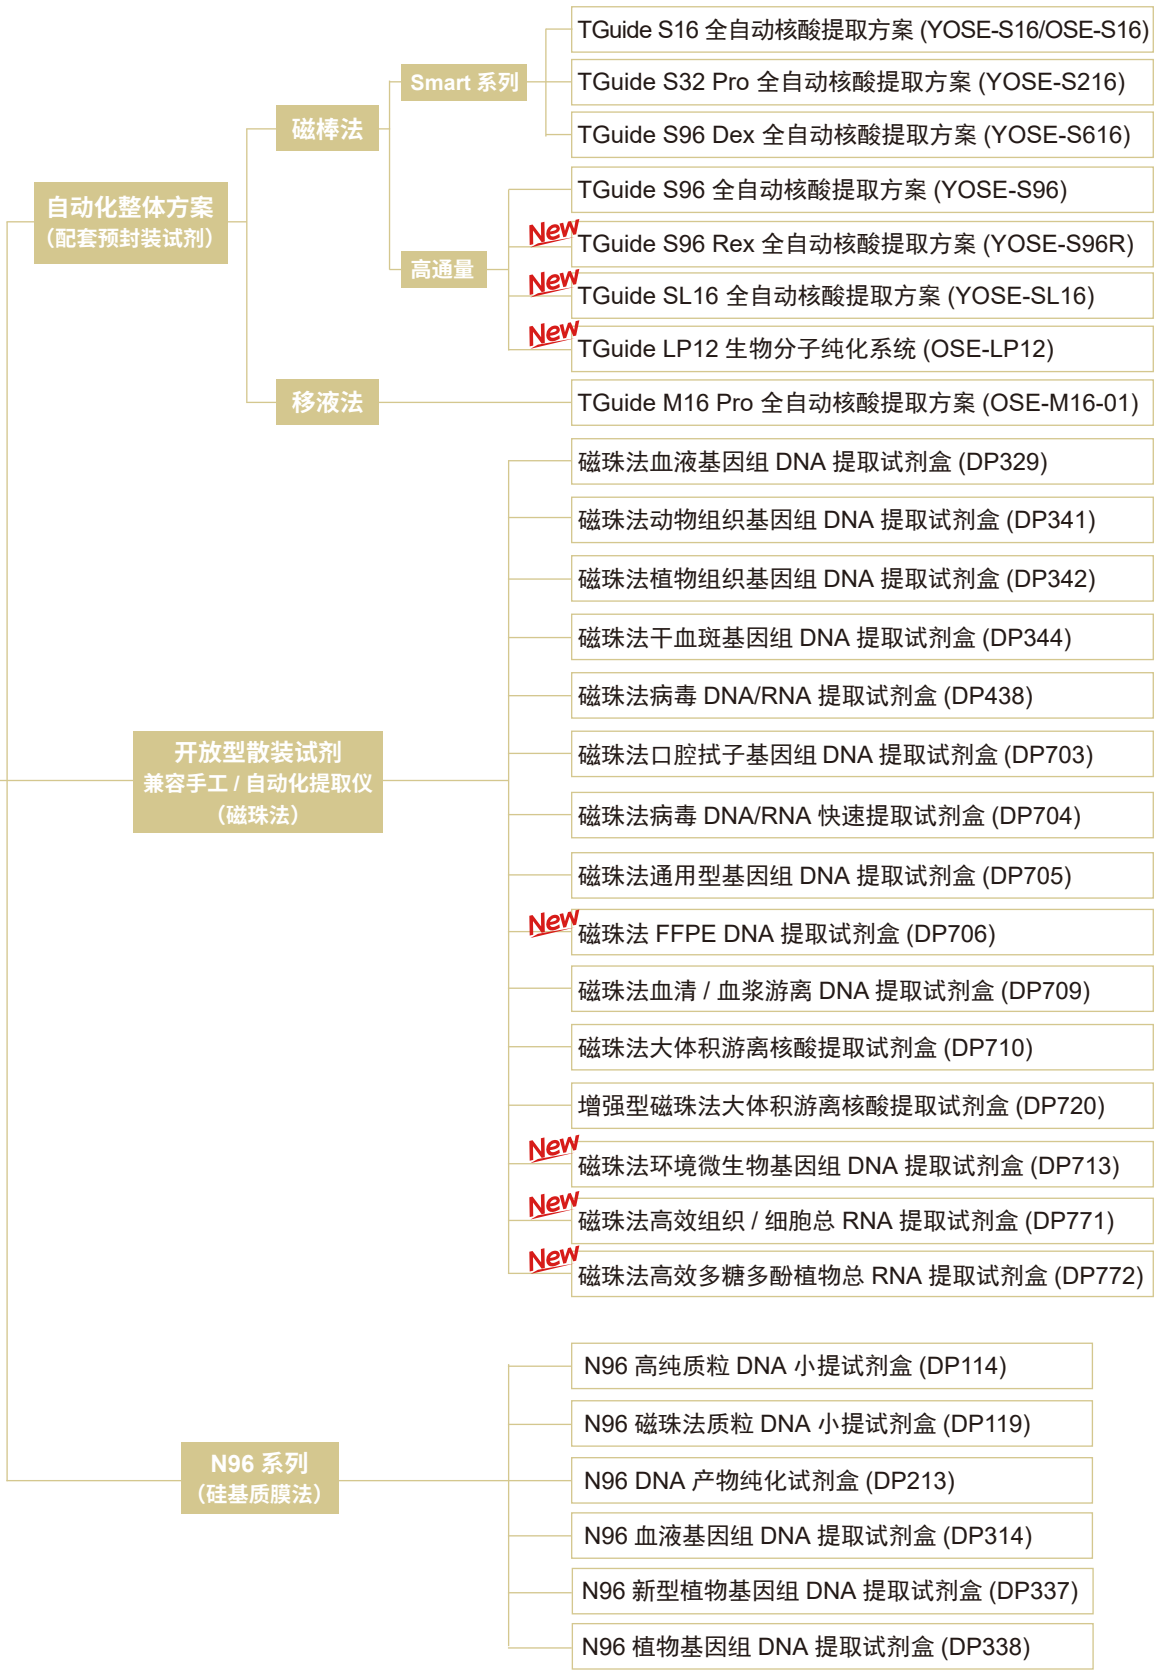 自动化整体方案
（配套预封装试剂）
磁棒法
Smart 系列
TGuide S16 全自动核酸提取方案 (YOSE-S16/OSE-S16)
TGuide S32 Pro 全自动核酸提取方案 (YOSE-S216)
TGuide S96 Dex 全自动核酸提取方案 (YOSE-S616)
高通量
TGuide S96 全自动核酸提取方案 (YOSE-S96)
New
TGuide S96 Rex 全自动核酸提取方案 (YOSE-S96R)
New
TGuide SL16 全自动核酸提取方案 (YOSE-SL16)
New
TGuide LP12 生物分子纯化系统 (OSE-LP12)
移液法
TGuide M16 Pro 全自动核酸提取方案 (OSE-M16-01)
开放型散装试剂
兼容手工 / 自动化提取仪
（磁珠法）
磁珠法血液基因组 DNA 提取试剂盒 (DP329)
磁珠法动物组织基因组 DNA 提取试剂盒 (DP341)
磁珠法植物组织基因组 DNA 提取试剂盒 (DP342)
磁珠法干血斑基因组 DNA 提取试剂盒 (DP344)
磁珠法病毒 DNA/RNA 提取试剂盒 (DP438)
磁珠法口腔拭子基因组 DNA 提取试剂盒 (DP703)
磁珠法病毒 DNA/RNA 快速提取试剂盒 (DP704)
磁珠法通用型基因组 DNA 提取试剂盒 (DP705)
New
磁珠法 FFPE DNA 提取试剂盒 (DP706)
磁珠法血清 / 血浆游离 DNA 提取试剂盒 (DP709)
磁珠法大体积游离核酸提取试剂盒 (DP710)
增强型磁珠法大体积游离核酸提取试剂盒 (DP720)
New
磁珠法环境微生物基因组 DNA 提取试剂盒 (DP713)
New
磁珠法高效组织 / 细胞总 RNA 提取试剂盒 (DP771)
New
磁珠法高效多糖多酚植物总 RNA 提取试剂盒 (DP772)
N96 系列
（硅基质膜法）
N96 高纯质粒 DNA 小提试剂盒 (DP114)
N96 磁珠法质粒 DNA 小提试剂盒 (DP119)
N96 DNA 产物纯化试剂盒 (DP213)
N96 血液基因组 DNA 提取试剂盒 (DP314)
N96 新型植物基因组 DNA 提取试剂盒 (DP337)
N96 植物基因组 DNA 提取试剂盒 (DP338)